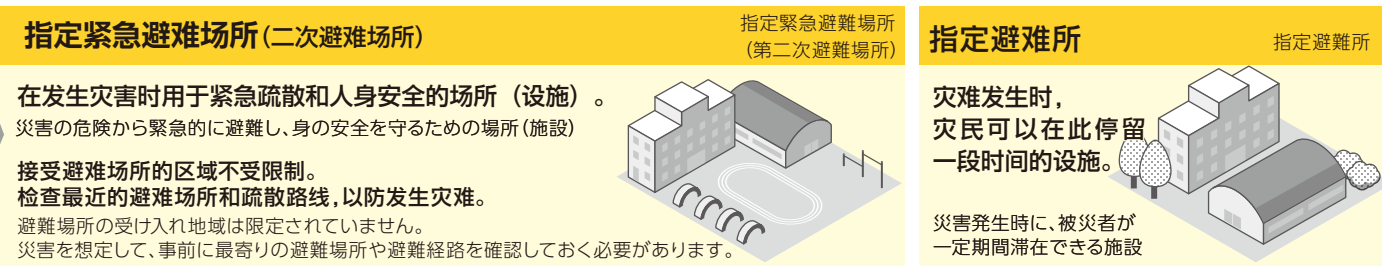 指定紧急避难场所(二次避难场所)
指定緊急避難場所
(第二次避難場所)
在发生灾害时用于紧急疏散和人身安全的场所（设施）。
災害の危険から緊急的に避難し、身の安全を守るための場所(施設)
接受避难场所的区域不受限制。
检查最近的避难场所和疏散路线,以防发生灾难。
避難場所の受け入れ地域は限定されていません。
災害を想定して、事前に最寄りの避難場所や避難経路を確認しておく必要があります。
指定避难所
指定避難所
灾难发生时,
灾民可以在此停留
一段时间的设施。
災害発生時に、被災者が
一定期間滞在できる施設